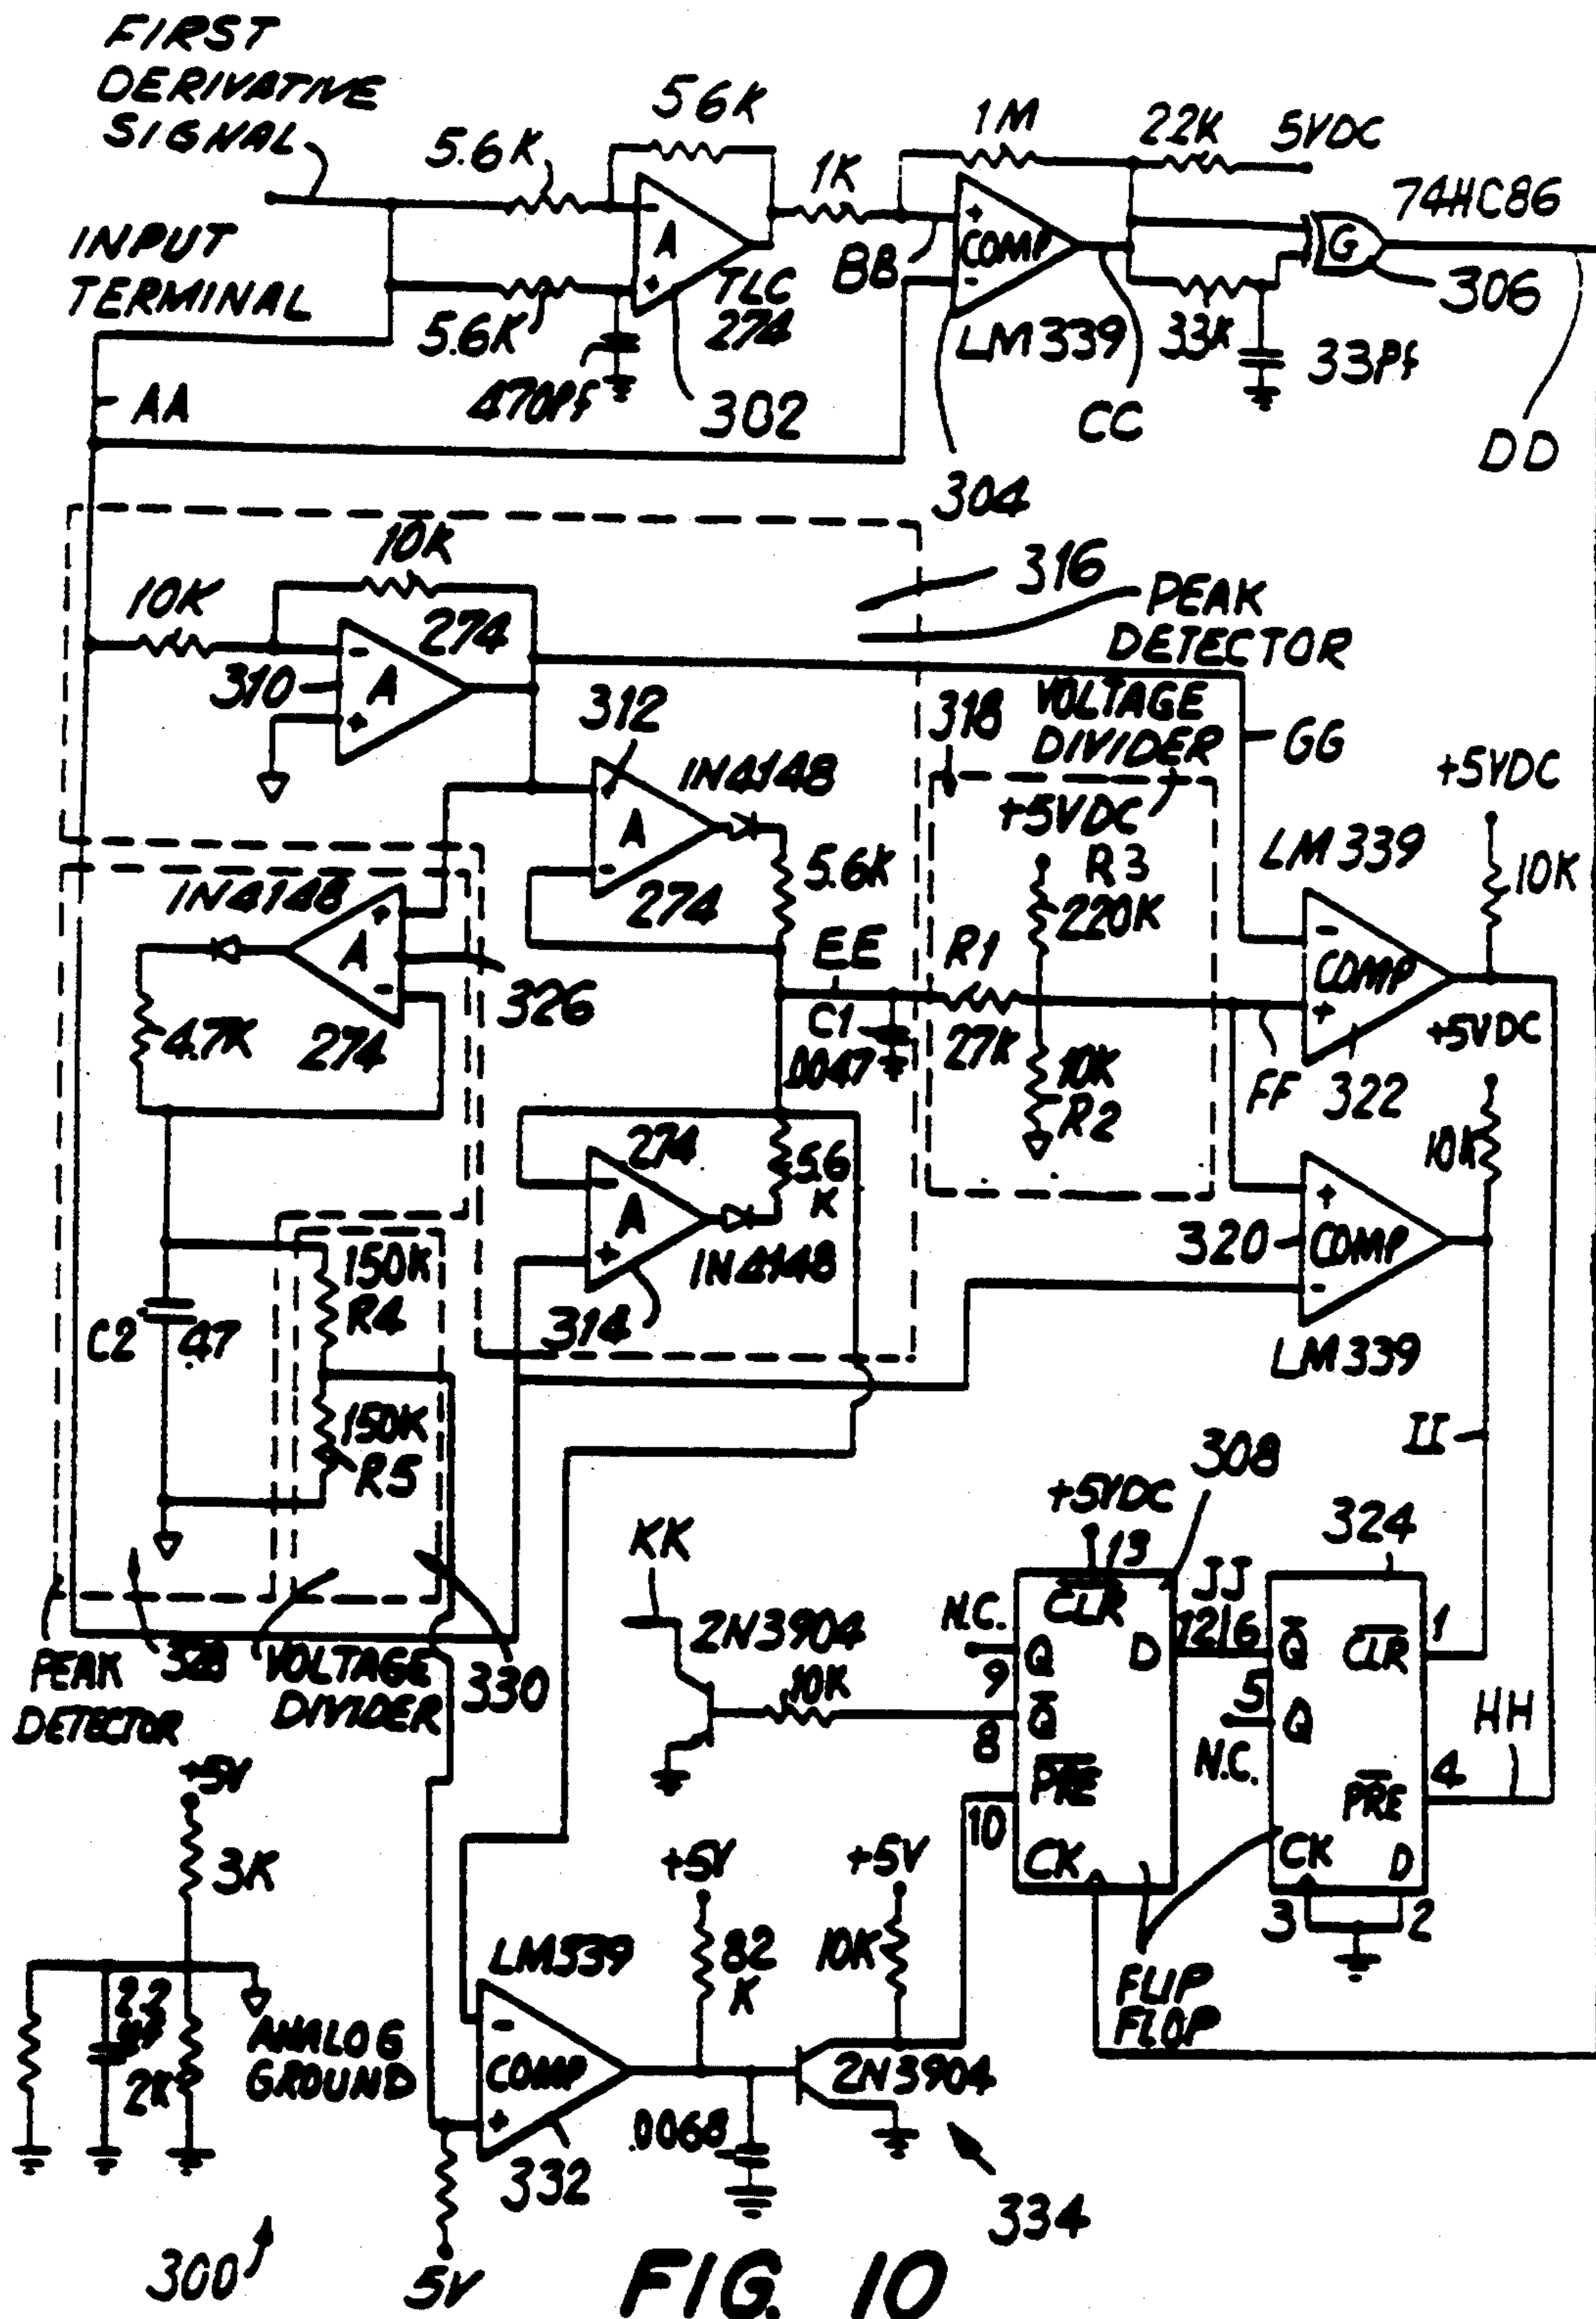 FIRST
DERIVATIVE
SIGNAL
5.6K
56K
1K
1M
22K
5VDC
74HC86
INPUT
TERMINAL
-
A
+
TLC
274
BB
+
COMP
-
G
306
5.6K
LM339
33K
33Pf
470Pf
302
CC
DD
AA
304
10K
10K
316
PEAK
DETECTOR
274
310
-
A
+
312
IN4148
318
VOLTAGE
DIVIDER
GG
+5VDC
+5VDC
A
-
274
5.6K
R3
220K
LM339
10K
IN4148
+
A
-
326
EE
R1
-
COMP
+
4.7K
274
C1
.0047
27K
10K
R2
FF
322
+5VDC
10K
274
-
A
+
5.6
K
IN4148
+
320
COMP
-
150K
R4
314
C2
.47
LM339
150K
R5
II
308
+5VDC
13
324
KK
N.C.
CLR
JJ
2N3904
Q
D
12
6
Q
CLR
1
9
PEAK
DETECTOR
328
VOLTAGE
DIVIDER
330
10K
Q
8
5
Q
N.C.
HH
PRE
10
PRE
4
+5V
3K
+5V
+5V
CK
CK
D
3
2
LM339
82
K
10K
FLIP
FLOP
2.2
µf
2K
ANALOG
GROUND
-
COMP
+
2N3904
.0068
332
334
300
5V
FIG. 10